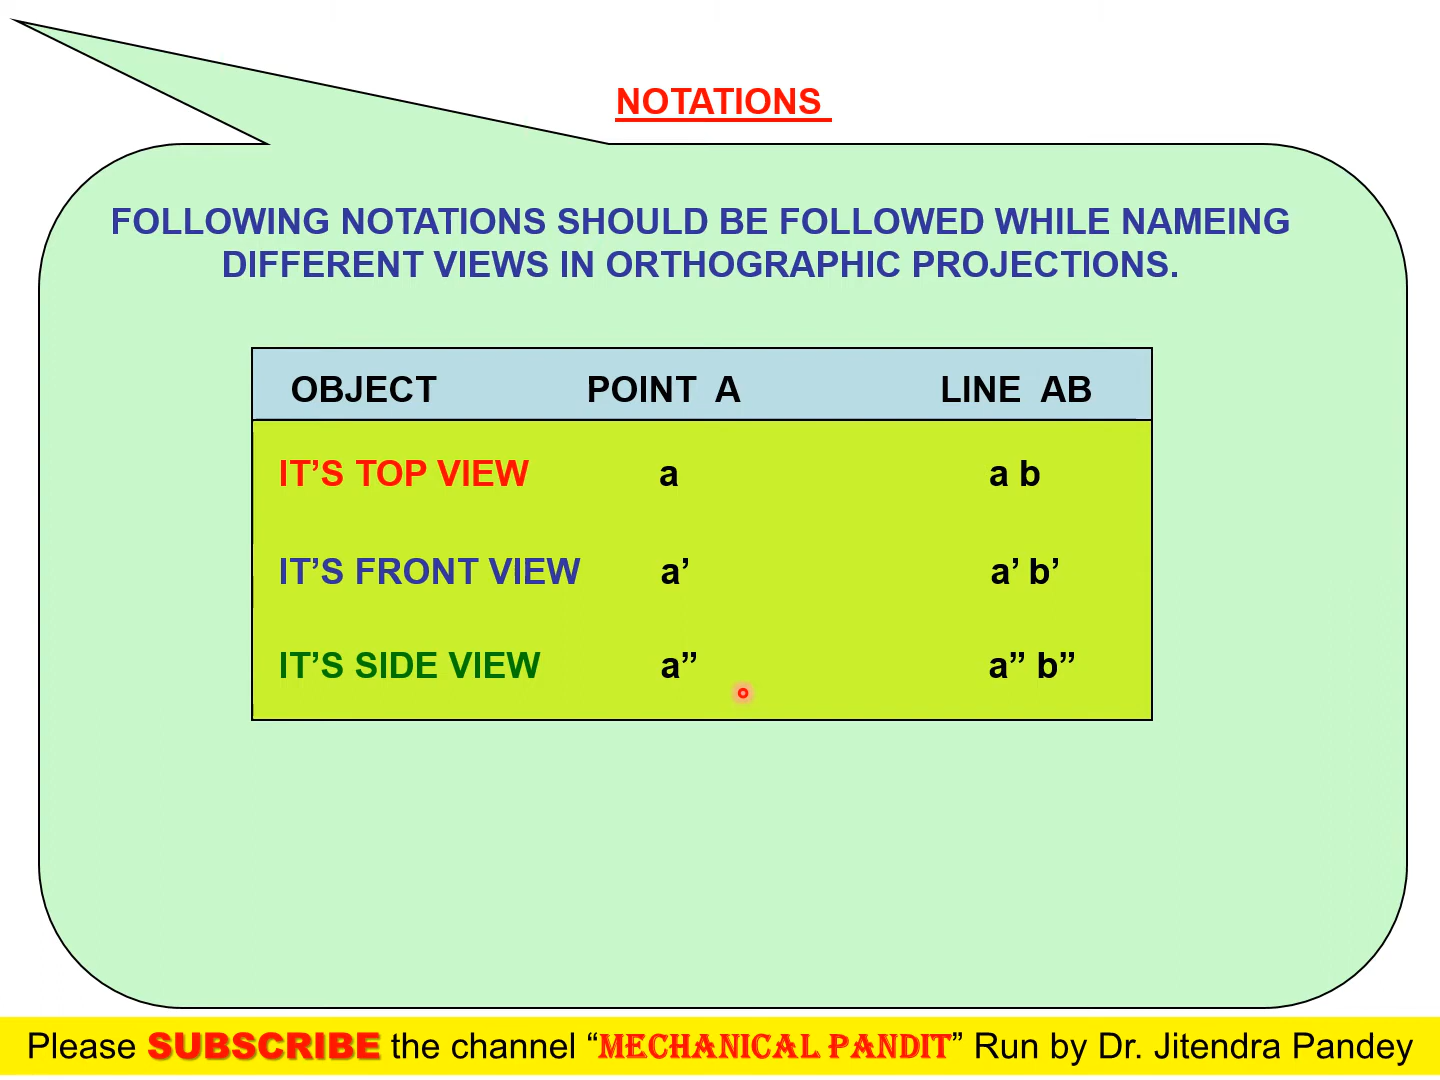 NOTATIONS
FOLLOWING NOTATIONS SHOULD BE FOLLOWED WHILE NAMEING
DIFFERENT VIEWS IN ORTHOGRAPHIC PROJECTIONS.
OBJECT POINT A LINE AB
IT’S TOP VIEW a a b
IT’S FRONT VIEW a’ a’ b’
IT’S SIDE VIEW a” a” b”
Please SUBSCRIBE the channel “MECHANICAL PANDIT” Run by Dr. Jitendra Pandey